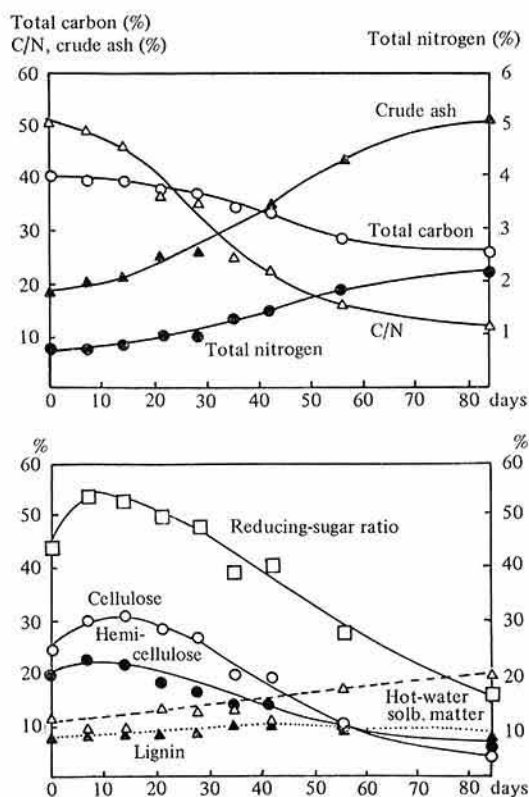 Total carbon (%)
C/N, crude ash (%)
Total nitrogen (%)
60
6
Crude ash
50
5
40
4
30
3
Total carbon
20
2
10
1
Total nitrogen
C/N
0
0 10 20 30 40 50 60 70 80 days
%
%
60
50
50
Reducing-sugar ratio
40
40
30
30
Cellulose
Hemi-
cellulose
20
20
Hot-water
solb. matter
10
10
Lignin
0
0 10 20 30 40 50 60 70 80 days